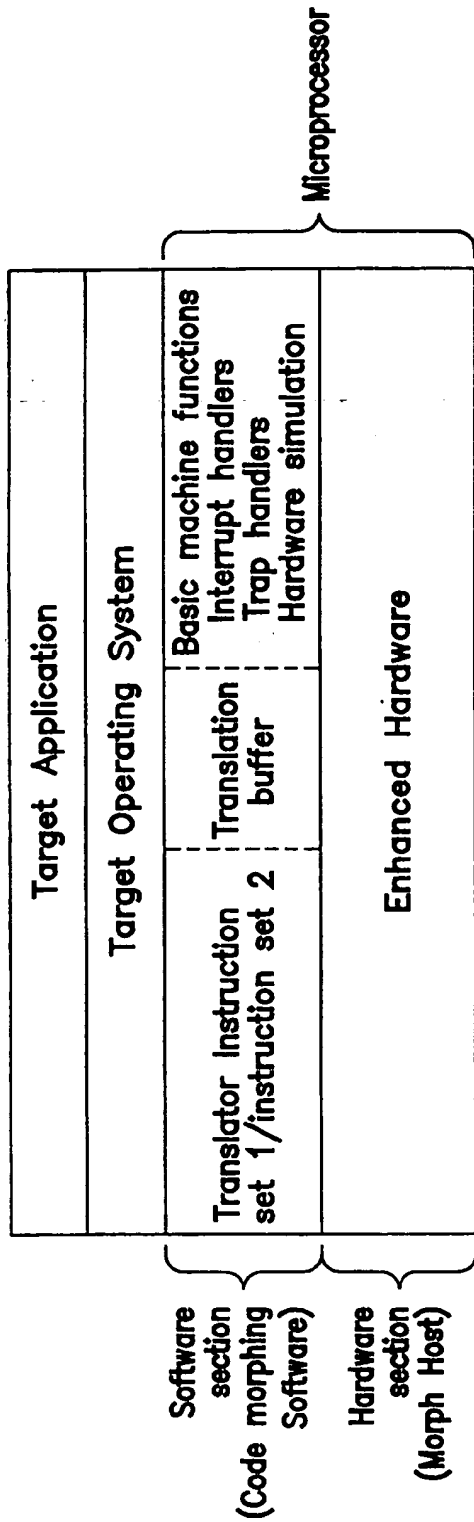 Target Application
Target Operating System
Software
section
(Code morphing
Software)
Translator Instruction
set 1/instruction set 2
Translation
buffer
Basic machine functions
Interrupt handlers
Trap handlers
Hardware simulation
Microprocessor
Hardware
section
(Morph Host)
Enhanced Hardware